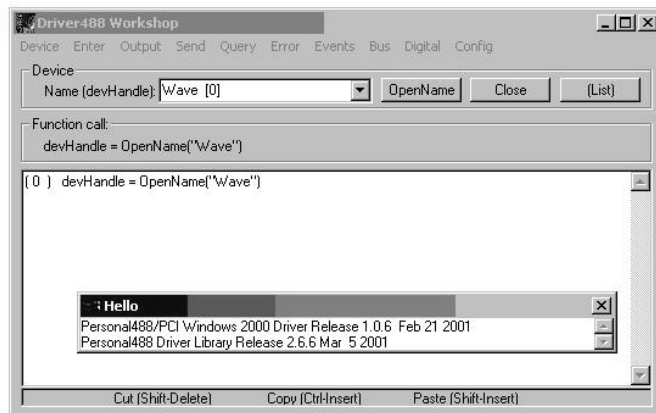 Driver488 Workshop
Device Enter Output Send Query Error Events Bus Digital Config
Device
Name (devHandle): Wave [0] OpenName Close (List)
Function call:
devHandle = OpenName("Wave")
( 0 ) devHandle = OpenName("Wave")
Hello
Personal488/PCI Windows 2000 Driver Release 1.0.6 Feb 21 2001
Personal488 Driver Library Release 2.6.6 Mar 5 2001
Cut (Shift-Delete) Copy (Ctrl-Insert) Paste (Shift-Insert)